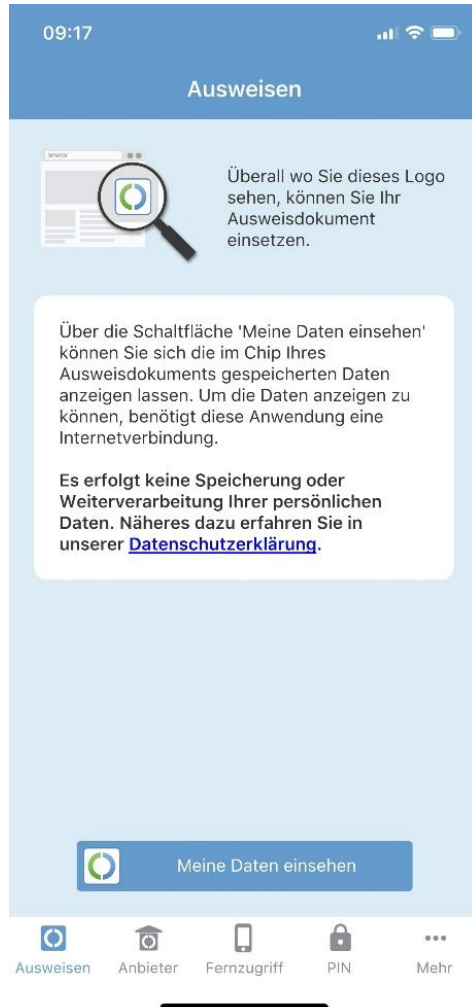 09:17
Ausweisen
www
Überall wo Sie dieses Logo
sehen, können Sie Ihr
Ausweisdokument
einsetzen.
Über die Schaltfläche 'Meine Daten einsehen'
können Sie sich die im Chip Ihres
Ausweisdokuments gespeicherten Daten
anzeigen lassen. Um die Daten anzeigen zu
können, benötigt diese Anwendung eine
Internetverbindung.
Es erfolgt keine Speicherung oder
Weiterverarbeitung Ihrer persönlichen
Daten. Näheres dazu erfahren Sie in
unserer Datenschutzerklärung.
Meine Daten einsehen
Ausweisen Anbieter Fernzugriff PIN Mehr